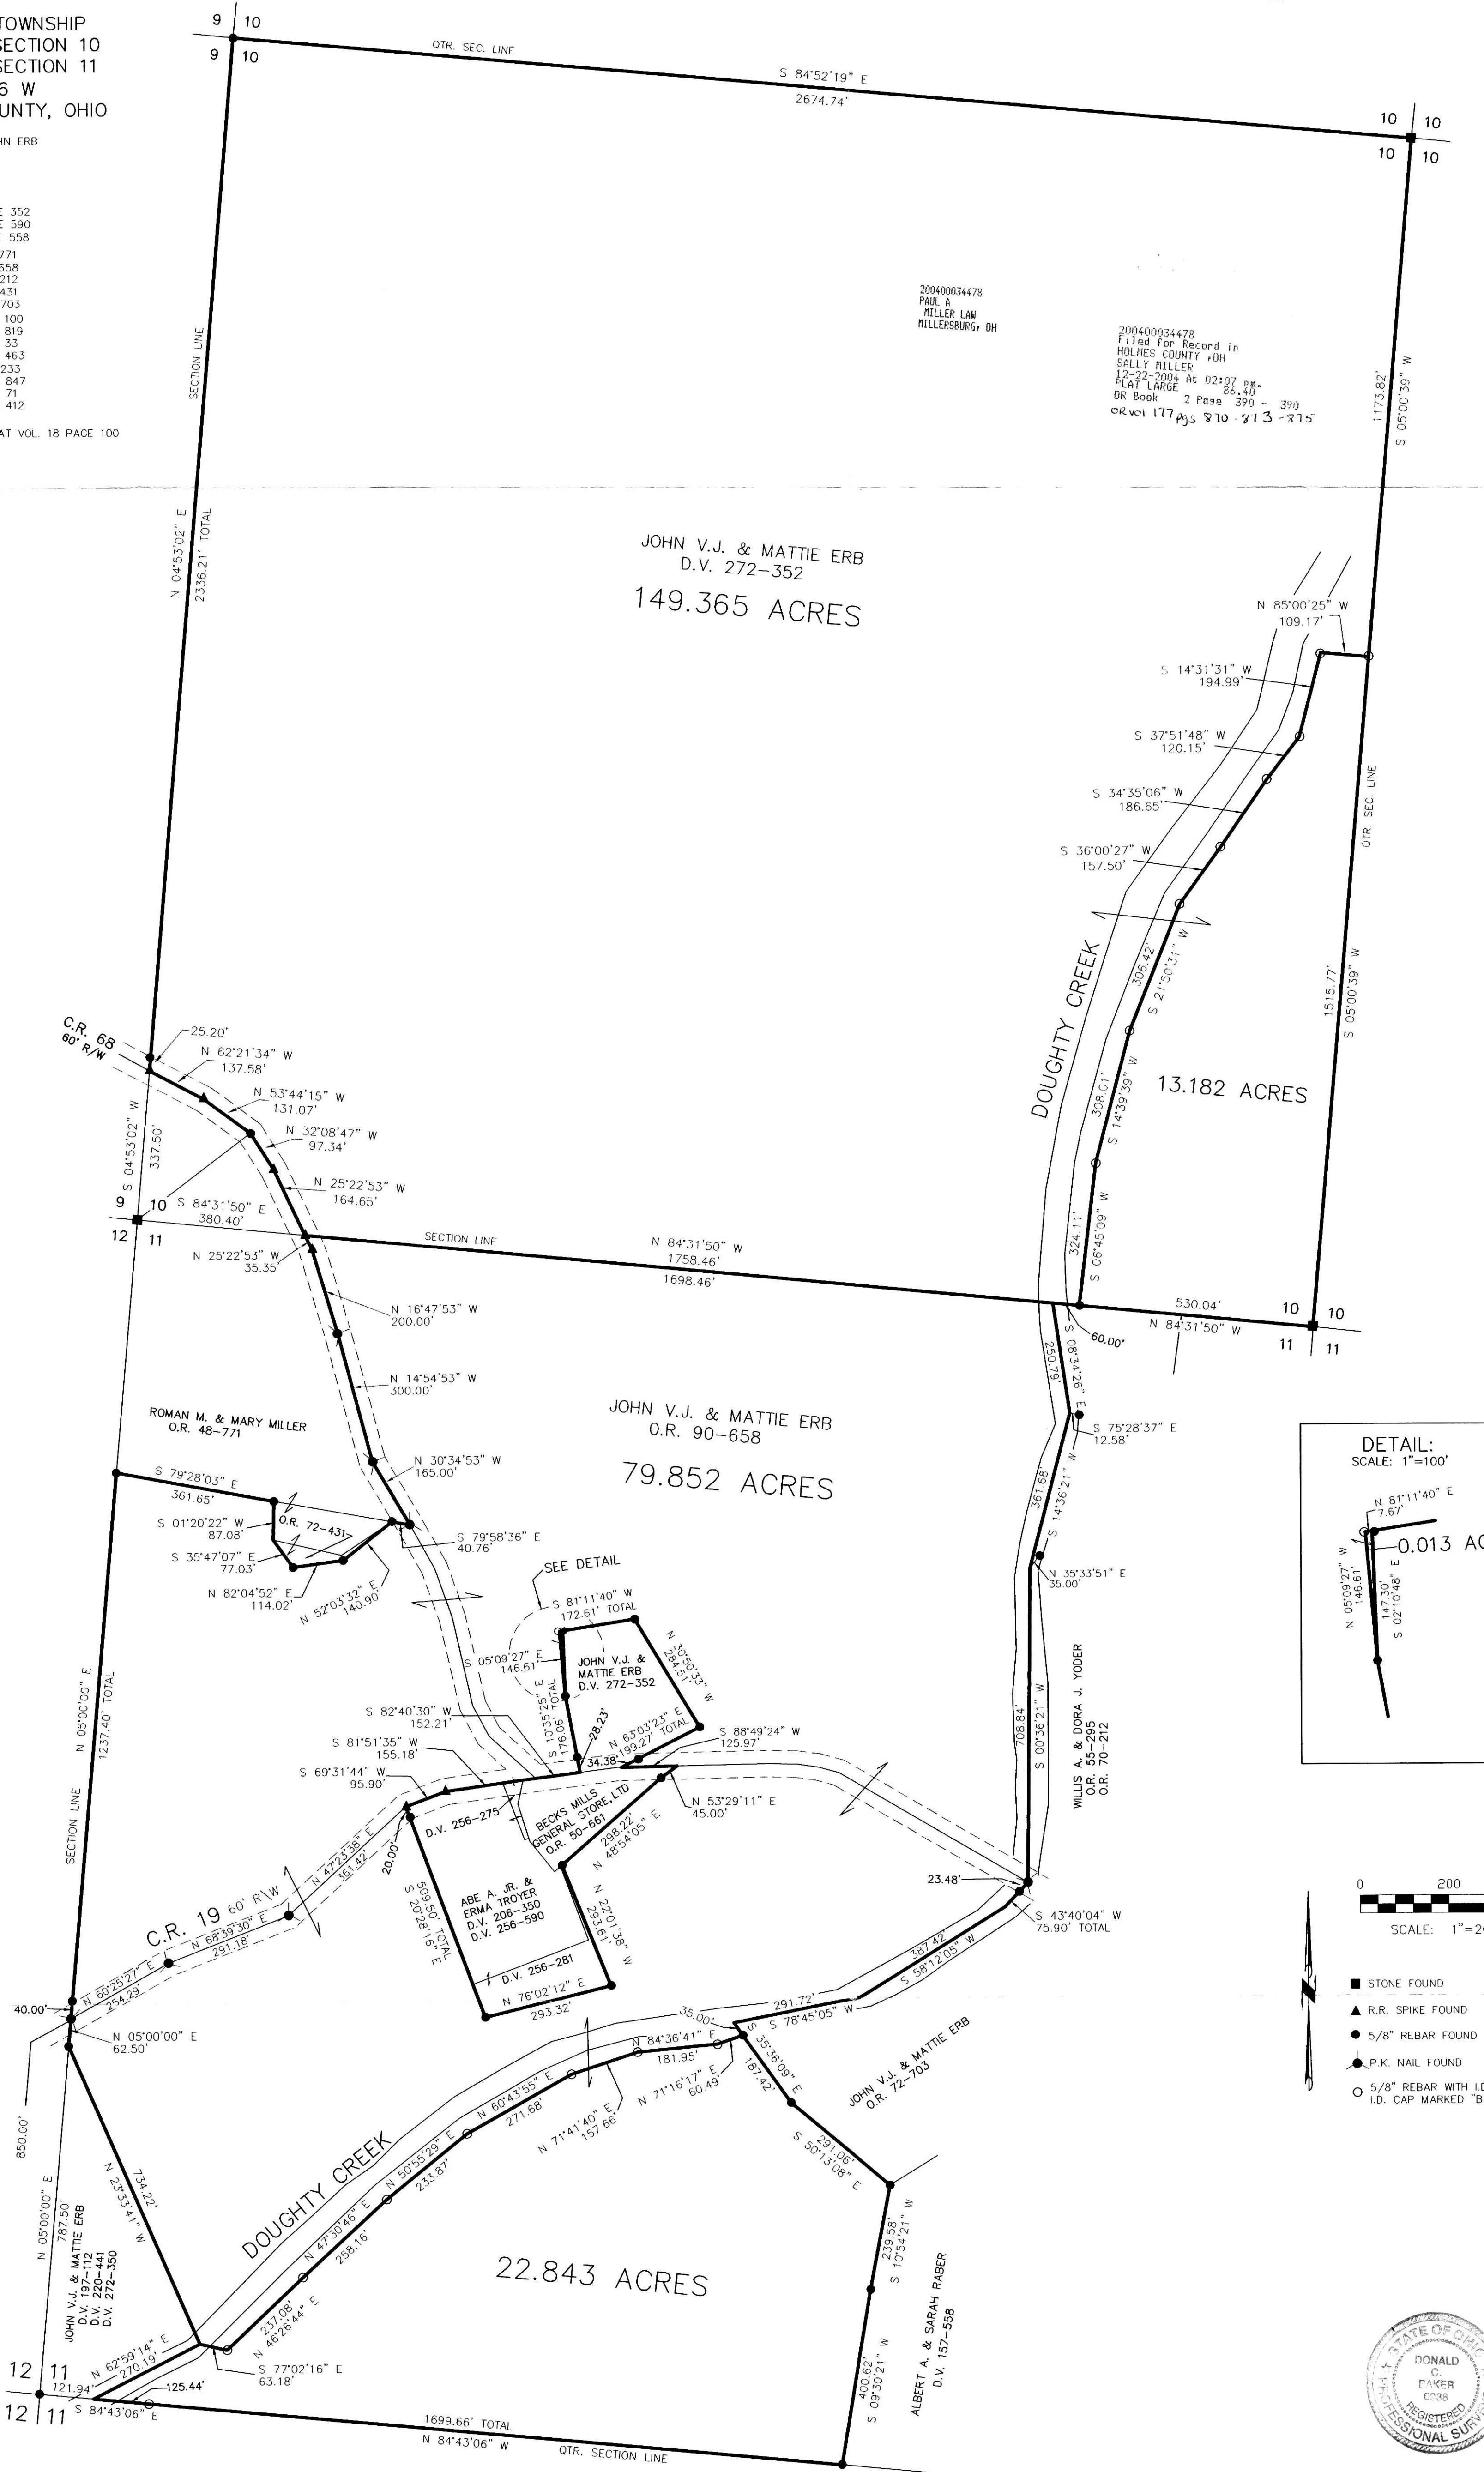 TOWNSHIP
SECTION 10
SECTION 11
6 W
UNTY, OHIO
HN ERB
E 352
E 590
E 558
771
658
212
431
703
100
819
33
463
233
847
71
412
AT VOL. 18 PAGE 100
9 10
9 10
QTR. SEC. LINE
S 84°52'19" E
2674.74'
10 10
10 10
200400034478
PAUL A
MILLER LAW
MILLERSBURG, OH
200400034478
Filed for Record in
HOLMES COUNTY ,OH
SALLY MILLER
12-22-2004 At 02:07 pm.
PLAT LARGE 86.40
OR Book 2 Page 390 - 390
OR Vol 177 pgs 810-813-875
SECTION LINE
N 04°53'02" E
2336.21' TOTAL
1173.82'
S 05°00'39" W
JOHN V.J. & MATTIE ERB
D.V. 272-352
149.365 ACRES
N 85°00'25" W
109.17'
S 14°31'31" W
194.99'
S 37°51'48" W
120.15'
S 34°35'06" W
186.65'
S 36°00'27" W
157.50'
QTR. SEC. LINE
306.42'
S 21°50'31" W
DOUGHTY CREEK
1515.77'
S 05°00'39" W
308.01'
S 14°39'39" W
13.182 ACRES
324.11'
S 06°45'09" W
C.R. 68
60' R/W
25.20'
N 62°21'34" W
137.58'
N 53°44'15" W
131.07'
N 32°08'47" W
97.34'
N 25°22'53" W
164.65'
S 04°53'02" W
337.50'
9 10
12 11
S 84°31'50" E
380.40'
SECTION LINE
N 84°31'50" W
1758.46'
1698.46'
N 25°22'53" W
35.35'
530.04'
N 84°31'50" W
60.00'
10 10
11 11
N 16°47'53" W
200.00'
N 14°54'53" W
300.00'
250.79'
S 08°34'26" E
S 75°28'37" E
12.58'
ROMAN M. & MARY MILLER
O.R. 48-771
JOHN V.J. & MATTIE ERB
O.R. 90-658
79.852 ACRES
N 30°34'53" W
165.00'
S 79°28'03" E
361.65'
S 01°20'22" W
87.08'
O.R. 72-431
S 35°47'07" E
77.03'
N 82°04'52" E
114.02'
N 52°03'32" E
140.90'
S 79°58'36" E
40.76'
361.68'
S 14°36'21" W
N 35°33'51" E
35.00'
DETAIL:
SCALE: 1"=100'
N 81°11'40" E
7.67'
0.013 AC
N 05°09'27" W
146.61'
147.30'
S 02°10'48" E
SEE DETAIL
S 81°11'40" W
172.61' TOTAL
S 05°09'27" E
146.61'
JOHN V.J. &
MATTIE ERB
D.V. 272-352
N 30°50'33" W
284.51'
S 10°35'25" E
176.06' TOTAL
28.23'
N 63°03'23" E
199.27' TOTAL
34.38'
S 88°49'24" W
125.97'
S 82°40'30" W
152.21'
S 81°51'35" W
155.18'
S 69°31'44" W
95.90'
N 53°29'11" E
45.00'
708.84'
S 00°36'21" W
WILLIS A. & DORA J. YODER
O.R. 55-295
O.R. 70-212
N 05°00'00" E
1237.40' TOTAL
SECTION LINE
D.V. 256-275
BECKS MILLS
GENERAL STORE, LTD
O.R. 50-661
298.22'
N 48°54'05" E
20.00'
N 47°23'38" E
361.42'
509.50' TOTAL
S 20°28'16" E
ABE A. JR. &
ERMA TROYER
D.V. 206-350
D.V. 256-590
N 22°01'38" W
293.61'
D.V. 256-281
N 76°02'12" E
293.32'
C.R. 19 60' R\W
N 68°39'30" E
291.18'
N 60°25'27" E
254.29'
40.00'
N 05°00'00" E
62.50'
23.48'
S 43°40'04" W
75.90' TOTAL
387.42'
S 58°12'05" W
291.72'
S 78°45'05" W
35.00'
0 200
SCALE: 1"=20
STONE FOUND
R.R. SPIKE FOUND
5/8" REBAR FOUND
P.K. NAIL FOUND
5/8" REBAR WITH I.D
I.D. CAP MARKED "B
N 84°36'41" E
181.95'
N 71°16'17" E
60.49'
N 71°41'40" E
157.66'
N 60°43'55" E
271.68'
N 50°55'29" E
233.87'
N 47°30'46" E
258.16'
237.08'
N 46°26'44" E
S 35°36'09" E
187.42'
JOHN V.J. & MATTIE ERB
O.R. 72-703
291.06'
S 50°13'08" E
239.58'
S 10°54'21" W
400.62'
S 09°30'21" W
ALBERT A. & SARAH RABER
D.V. 157-558
850.00'
N 05°00'00" E
787.50'
734.22'
N 23°33'41" W
JOHN V.J. & MATTIE ERB
D.V. 197-112
D.V. 220-441
D.V. 272-350
DOUGHTY CREEK
22.843 ACRES
N 62°59'14" E
270.19'
S 77°02'16" E
63.18'
12 11
12 11
121.94'
125.44'
S 84°43'06" E
1699.66' TOTAL
N 84°43'06" W
QTR. SECTION LINE
STATE OF OHIO
DONALD
C.
BAKER
6938
REGISTERED
PROFESSIONAL SURV